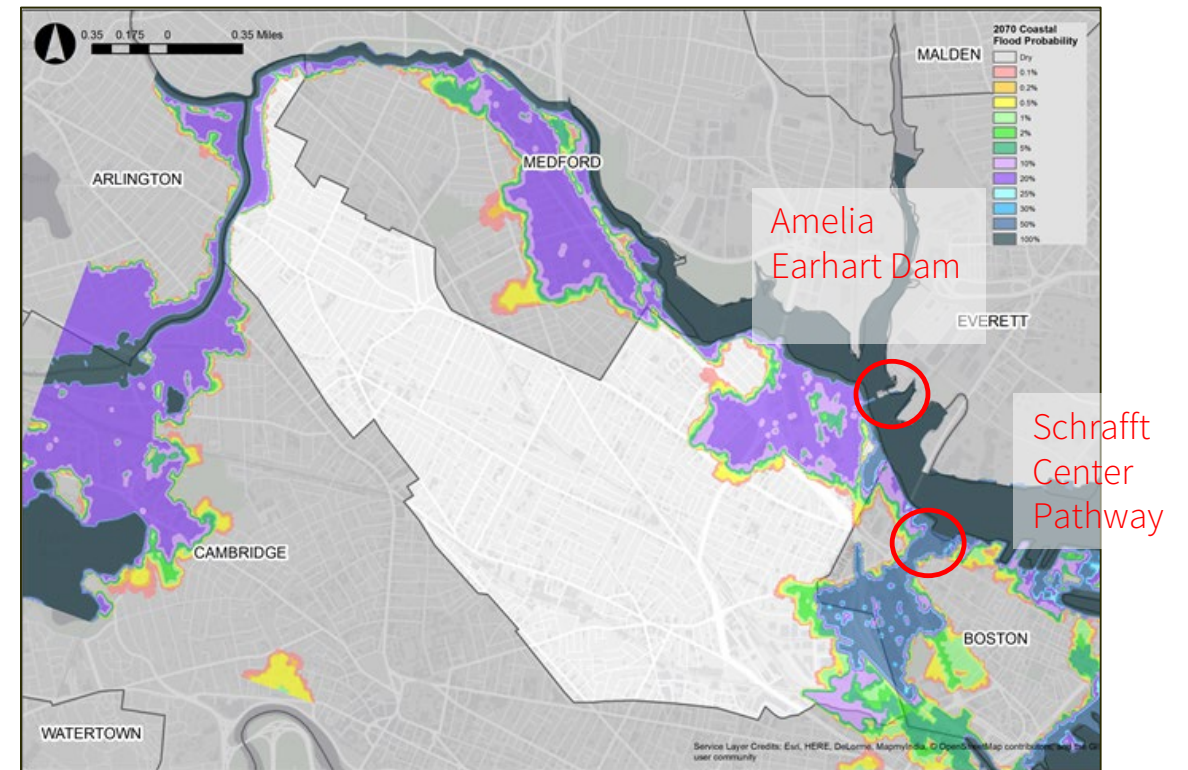 0.35 0.175 0 0.35 Miles
2070 Coastal
Flood Probability
Dry
0.1%
0.2%
0.5%
1%
2%
5%
10%
20%
25%
30%
50%
100%
MALDEN
MEDFORD
ARLINGTON
Amelia
Earhart Dam
EVERETT
Schrafft
Center
Pathway
CAMBRIDGE
BOSTON
WATERTOWN
Service Layer Credits: Esri, HERE, DeLorme, MapmyIndia, © OpenStreetMap contributors, and the GI
user community